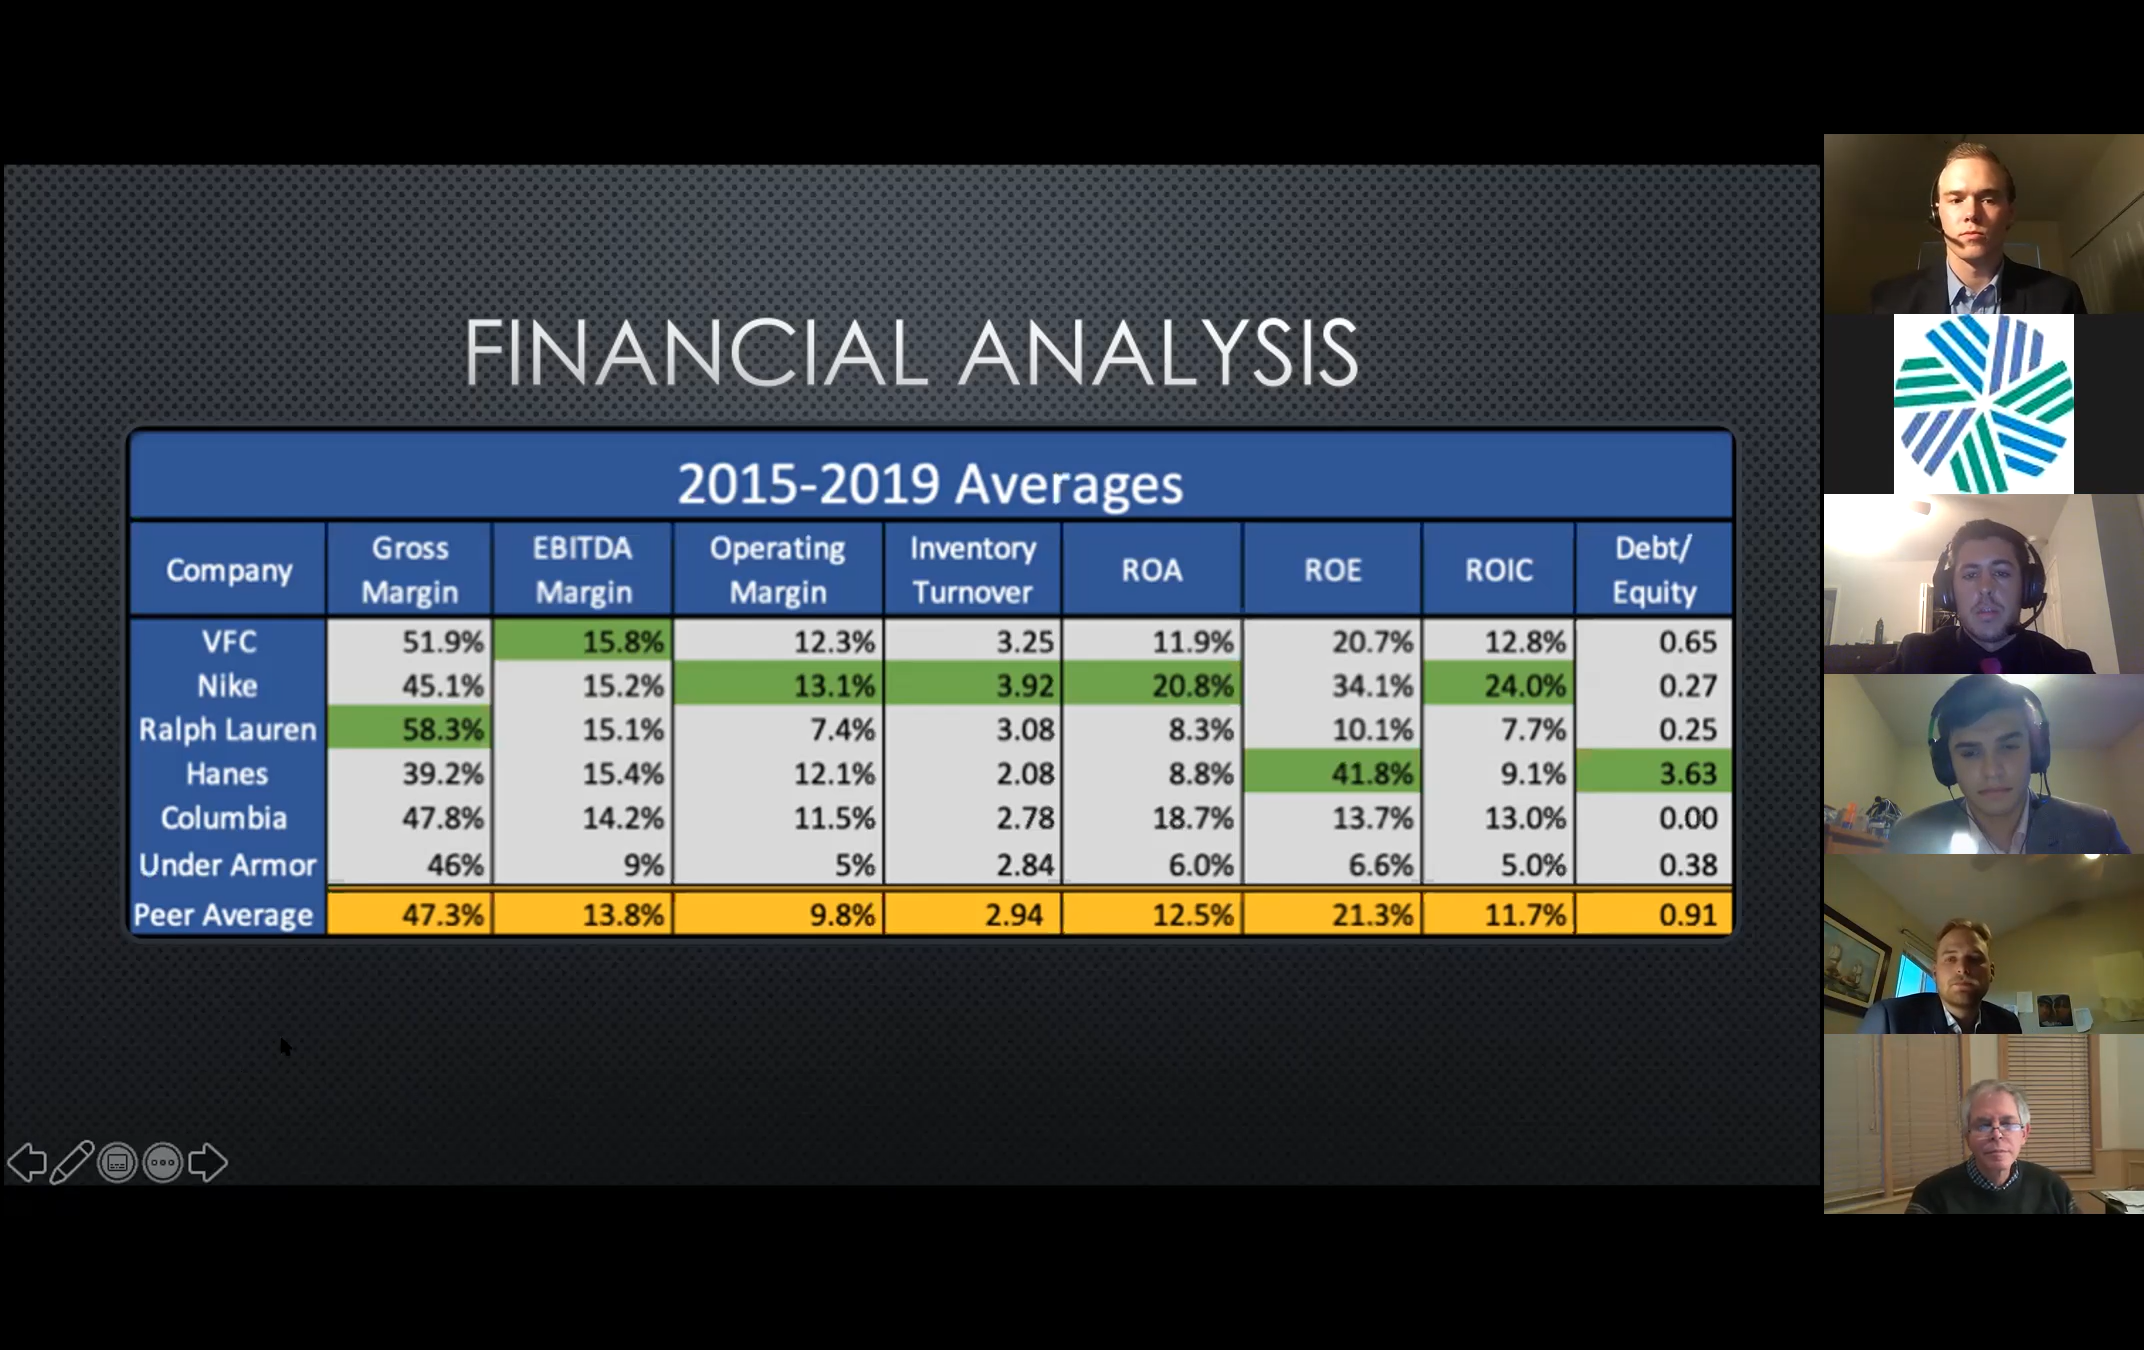 FINANCIAL ANALYSIS
2015-2019 Averages
Company Gross Margin EBITDA Margin Operating Margin Inventory Turnover ROA ROE ROIC Debt/ Equity
VFC 51.9% 15.8% 12.3% 3.25 11.9% 20.7% 12.8% 0.65
Nike 45.1% 15.2% 13.1% 3.92 20.8% 34.1% 24.0% 0.27
Ralph Lauren 58.3% 15.1% 7.4% 3.08 8.3% 10.1% 7.7% 0.25
Hanes 39.2% 15.4% 12.1% 2.08 8.8% 41.8% 9.1% 3.63
Columbia 47.8% 14.2% 11.5% 2.78 18.7% 13.7% 13.0% 0.00
Under Armor 46% 9% 5% 2.84 6.0% 6.6% 5.0% 0.38
Peer Average 47.3% 13.8% 9.8% 2.94 12.5% 21.3% 11.7% 0.91